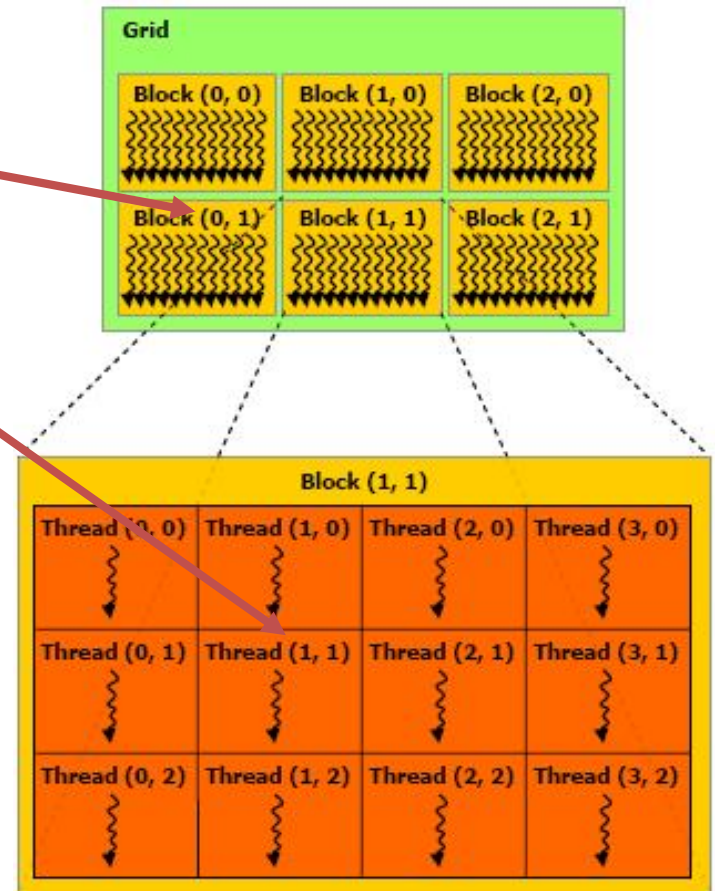 Grid
Block (0, 0) Block (1, 0) Block (2, 0)
Block (0, 1) Block (1, 1) Block (2, 1)
Block (1, 1)
Thread (0, 0) Thread (1, 0) Thread (2, 0) Thread (3, 0)
Thread (0, 1) Thread (1, 1) Thread (2, 1) Thread (3, 1)
Thread (0, 2) Thread (1, 2) Thread (2, 2) Thread (3, 2)